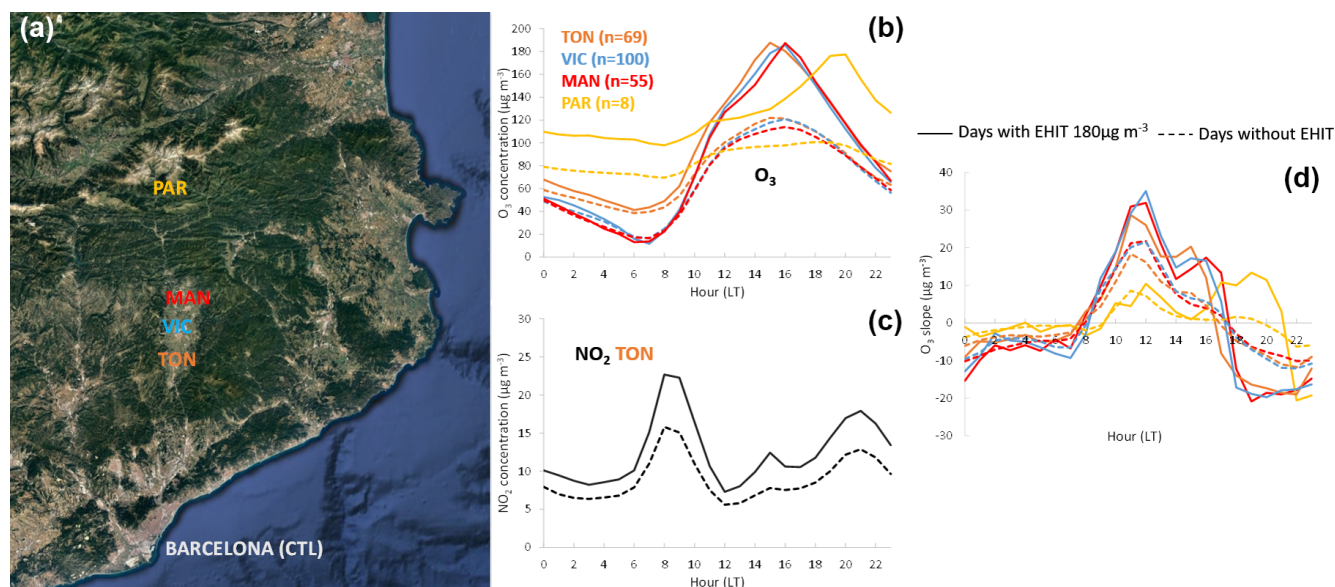 (a)
PAR
MAN
VIC
TON
BARCELONA (CTL)
(b)
TON (n=69)
VIC (n=100)
MAN (n=55)
PAR (n=8)
O₃
O₃ concentration (µg m⁻³)
200
180
160
140
120
100
80
60
40
20
0
0 2 4 6 8 10 12 14 16 18 20 22
Hour (LT)
(c)
NO₂ TON
NO₂ concentration (µg m⁻³)
30
25
20
15
10
5
0
0 2 4 6 8 10 12 14 16 18 20 22
Hour (LT)
Days with EHIT 180µg m⁻³ Days without EHIT
(d)
O₃ slope (µg m⁻³)
40
30
20
10
0
-10
-20
-30
0 2 4 6 8 10 12 14 16 18 20 22
Hour (LT)